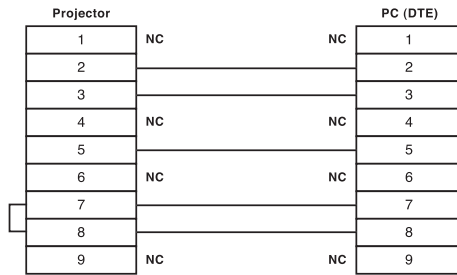 Projector PC (DTE)
1 NC NC 1
2 2
3 3
4 NC NC 4
5 5
6 NC NC 6
7 7
8 8
9 NC NC 9